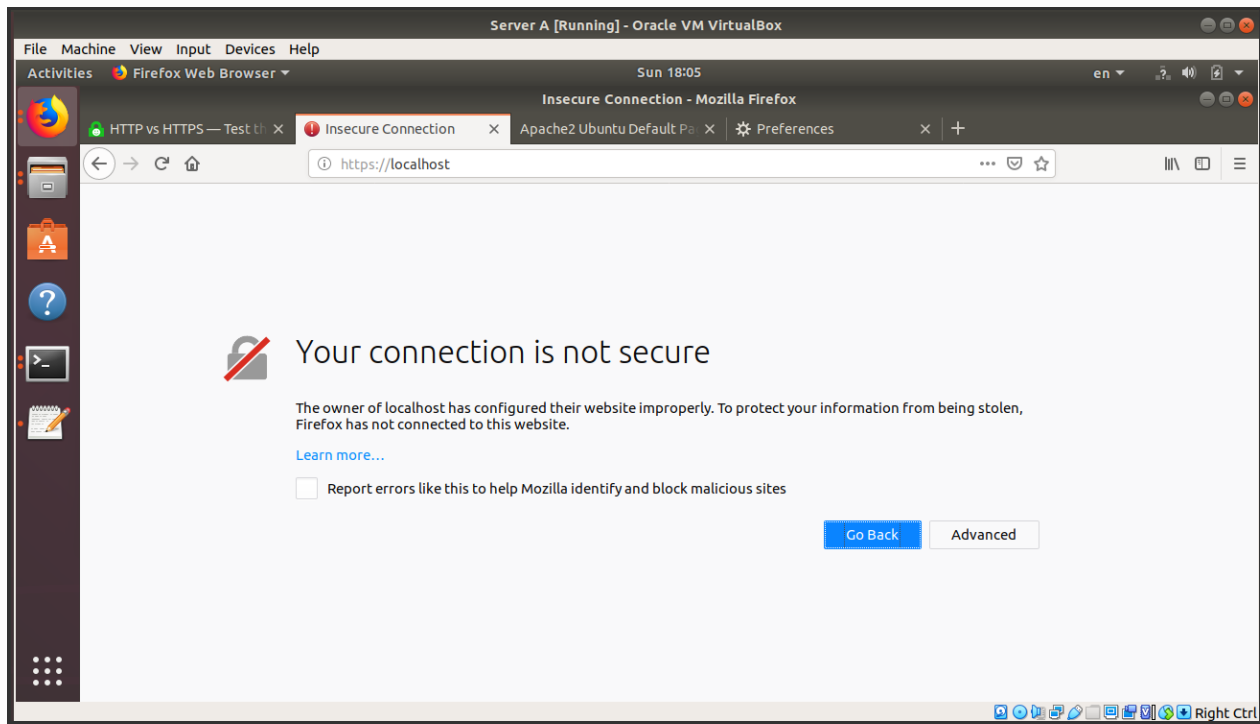 Server A [Running] - Oracle VM VirtualBox
File Machine View Input Devices Help
Activities Firefox Web Browser Sun 18:05 en
Insecure Connection - Mozilla Firefox
HTTP vs HTTPS — Test th Insecure Connection Apache2 Ubuntu Default Pa Preferences
https://localhost
Your connection is not secure
The owner of localhost has configured their website improperly. To protect your information from being stolen,
Firefox has not connected to this website.
Learn more…
Report errors like this to help Mozilla identify and block malicious sites
Go Back Advanced
Right Ctrl